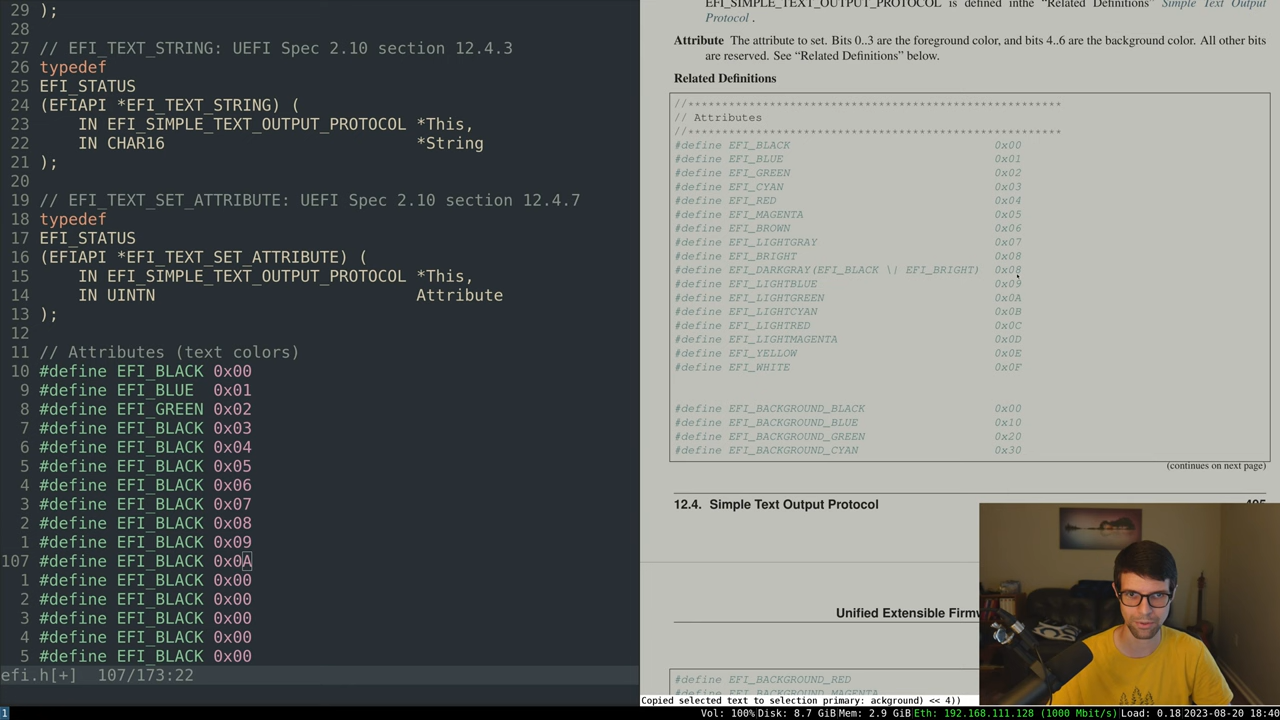 29 );
28
27 // EFI_TEXT_STRING: UEFI Spec 2.10 section 12.4.3
26 typedef
25 EFI_STATUS
24 (EFIAPI *EFI_TEXT_STRING) (
23     IN EFI_SIMPLE_TEXT_OUTPUT_PROTOCOL *This,
22     IN CHAR16                          *String
21 );
20
19 // EFI_TEXT_SET_ATTRIBUTE: UEFI Spec 2.10 section 12.4.7
18 typedef
17 EFI_STATUS
16 (EFIAPI *EFI_TEXT_SET_ATTRIBUTE) (
15     IN EFI_SIMPLE_TEXT_OUTPUT_PROTOCOL *This,
14     IN UINTN                           Attribute
13 );
12
11 // Attributes (text colors)
10 #define EFI_BLACK 0x00
9 #define EFI_BLUE  0x01
8 #define EFI_GREEN 0x02
7 #define EFI_BLACK 0x03
6 #define EFI_BLACK 0x04
5 #define EFI_BLACK 0x05
4 #define EFI_BLACK 0x06
3 #define EFI_BLACK 0x07
2 #define EFI_BLACK 0x08
1 #define EFI_BLACK 0x09
107 #define EFI_BLACK 0x0A
1 #define EFI_BLACK 0x00
2 #define EFI_BLACK 0x00
3 #define EFI_BLACK 0x00
4 #define EFI_BLACK 0x00
5 #define EFI_BLACK 0x00
efi.h[+]  107/173:22
EFI_SIMPLE_TEXT_OUTPUT_PROTOCOL is defined inthe “Related Definitions” Simple Text Output
Protocol .
Attribute The attribute to set. Bits 0..3 are the foreground color, and bits 4..6 are the background color. All other bits
are reserved. See “Related Definitions” below.
Related Definitions
//*******************************************************
// Attributes
//*******************************************************
#define EFI_BLACK 0x00
#define EFI_BLUE 0x01
#define EFI_GREEN 0x02
#define EFI_CYAN 0x03
#define EFI_RED 0x04
#define EFI_MAGENTA 0x05
#define EFI_BROWN 0x06
#define EFI_LIGHTGRAY 0x07
#define EFI_BRIGHT 0x08
#define EFI_DARKGRAY(EFI_BLACK \| EFI_BRIGHT) 0x08
#define EFI_LIGHTBLUE 0x09
#define EFI_LIGHTGREEN 0x0A
#define EFI_LIGHTCYAN 0x0B
#define EFI_LIGHTRED 0x0C
#define EFI_LIGHTMAGENTA 0x0D
#define EFI_YELLOW 0x0E
#define EFI_WHITE 0x0F
#define EFI_BACKGROUND_BLACK 0x00
#define EFI_BACKGROUND_BLUE 0x10
#define EFI_BACKGROUND_GREEN 0x20
#define EFI_BACKGROUND_CYAN 0x30
(continues on next page)
12.4. Simple Text Output Protocol
Unified Extensible
#define EFI_BACKGROUND_RED
#define EFI_BACKGROUND_MAGENTA
Copied selected text to selection primary: ackground) << 4))
1
Vol: 100% Disk: 8.7 GiB Mem: 2.9 GiB Eth: 192.168.111.128 (1000 Mbit/s) Load: 0.18 2023-08-20 18:40